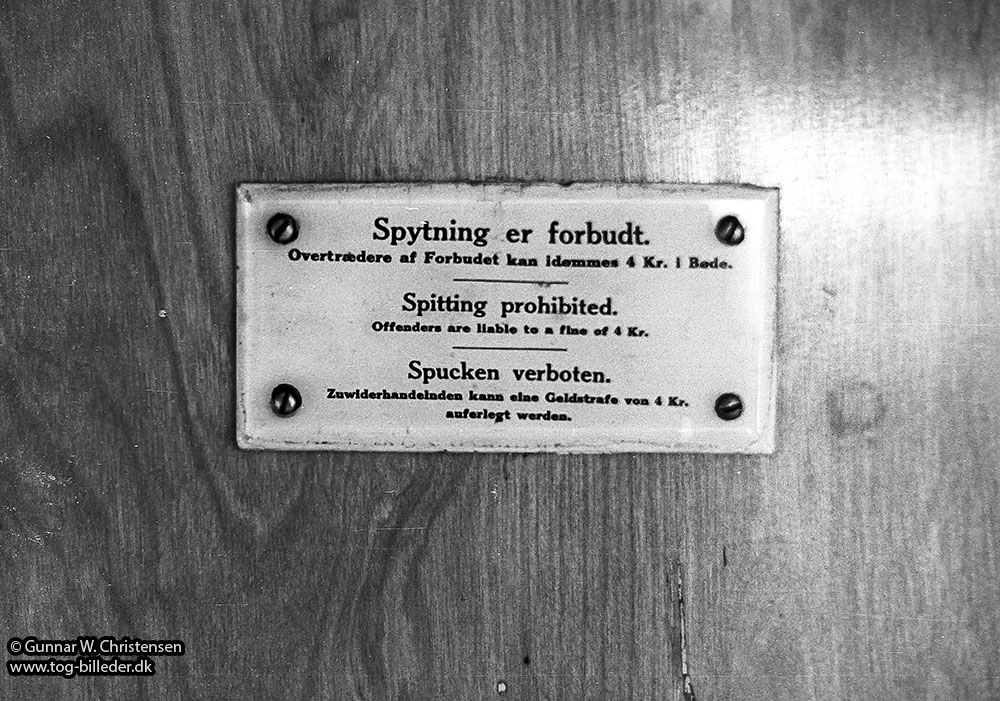 Spytning er forbudt.
Overtrædere af Forbudet kan idømmes 4 Kr. i Bøde.
Spitting prohibited.
Offenders are liable to a fine of 4 Kr.
Spucken verboten.
Zuwiderhandelnden kann eine Geldstrafe von 4 Kr.
auferlegt werden.
© Gunnar W. Christensen
www.tog-billeder.dk